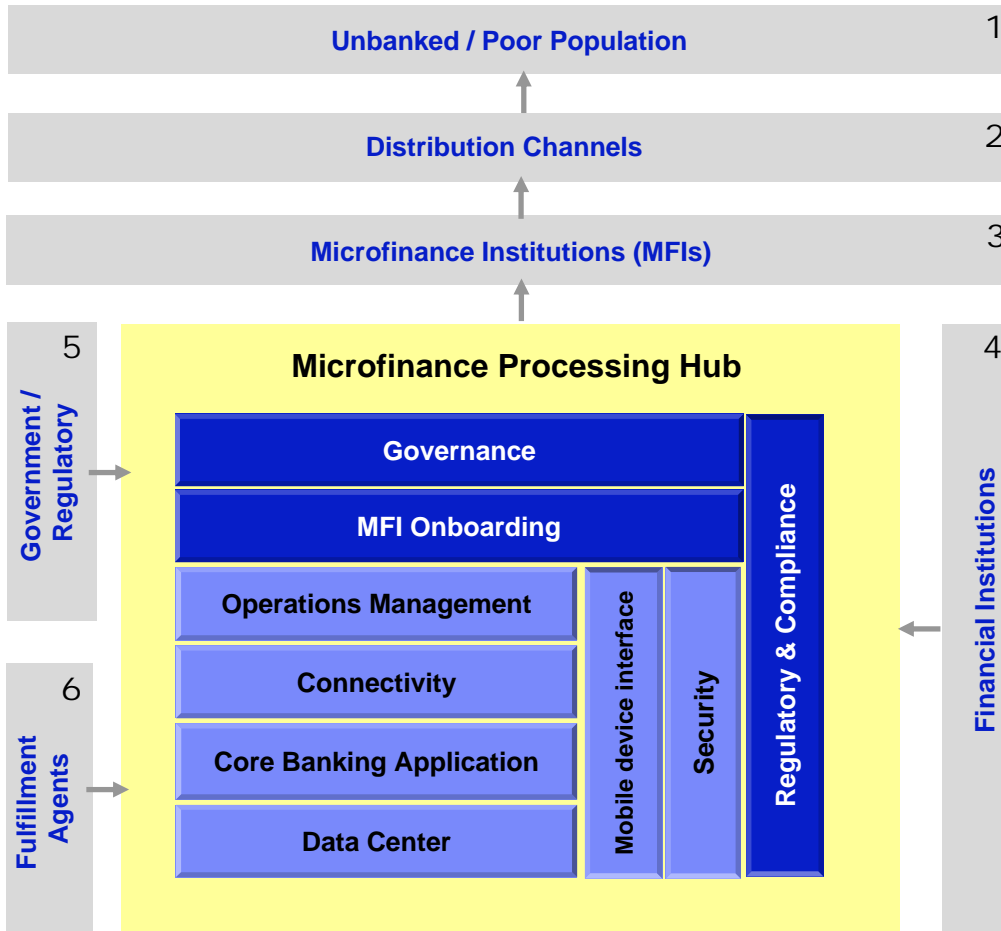 Unbanked / Poor Population
1
Distribution Channels
2
Microfinance Institutions (MFIs)
3
5
Government /
Regulatory
6
Fulfillment
Agents
Microfinance Processing Hub
Governance
MFI Onboarding
Operations Management
Connectivity
Core Banking Application
Data Center
Mobile device interface
Security
Regulatory & Compliance
4
Financial Institutions